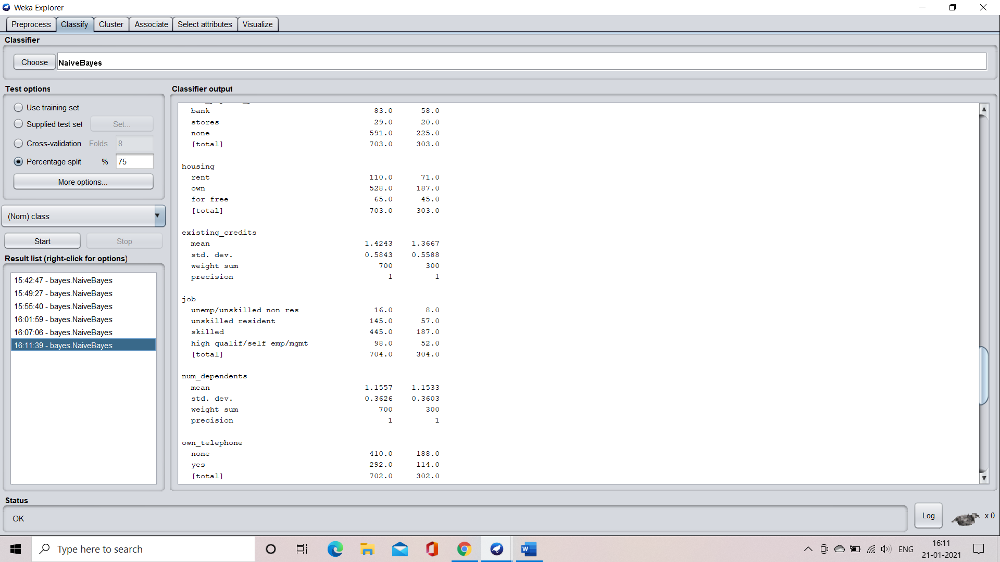 Weka Explorer
Preprocess Classify Cluster Associate Select attributes Visualize
Classifier
Choose NaiveBayes
Test options
Use training set
Supplied test set Set...
Cross-validation Folds 8
Percentage split % 75
More options...
(Nom) class
Start Stop
Result list (right-click for options)
15:42:47 - bayes.NaiveBayes
15:49:27 - bayes.NaiveBayes
15:55:40 - bayes.NaiveBayes
16:01:59 - bayes.NaiveBayes
16:07:06 - bayes.NaiveBayes
16:11:39 - bayes.NaiveBayes
Classifier output
bank 83.0 58.0
stores 29.0 20.0
none 591.0 225.0
[total] 703.0 303.0
housing
rent 110.0 71.0
own 528.0 187.0
for free 65.0 45.0
[total] 703.0 303.0
existing_credits
mean 1.4243 1.3667
std. dev. 0.5843 0.5588
weight sum 700 300
precision 1 1
job
unemp/unskilled non res 16.0 8.0
unskilled resident 145.0 57.0
skilled 445.0 187.0
high qualif/self emp/mgmt 98.0 52.0
[total] 704.0 304.0
num_dependents
mean 1.1557 1.1533
std. dev. 0.3626 0.3603
weight sum 700 300
precision 1 1
own_telephone
none 410.0 188.0
yes 292.0 114.0
[total] 702.0 302.0
Status
OK
Log x 0
Type here to search
ENG
16:11
21-01-2021